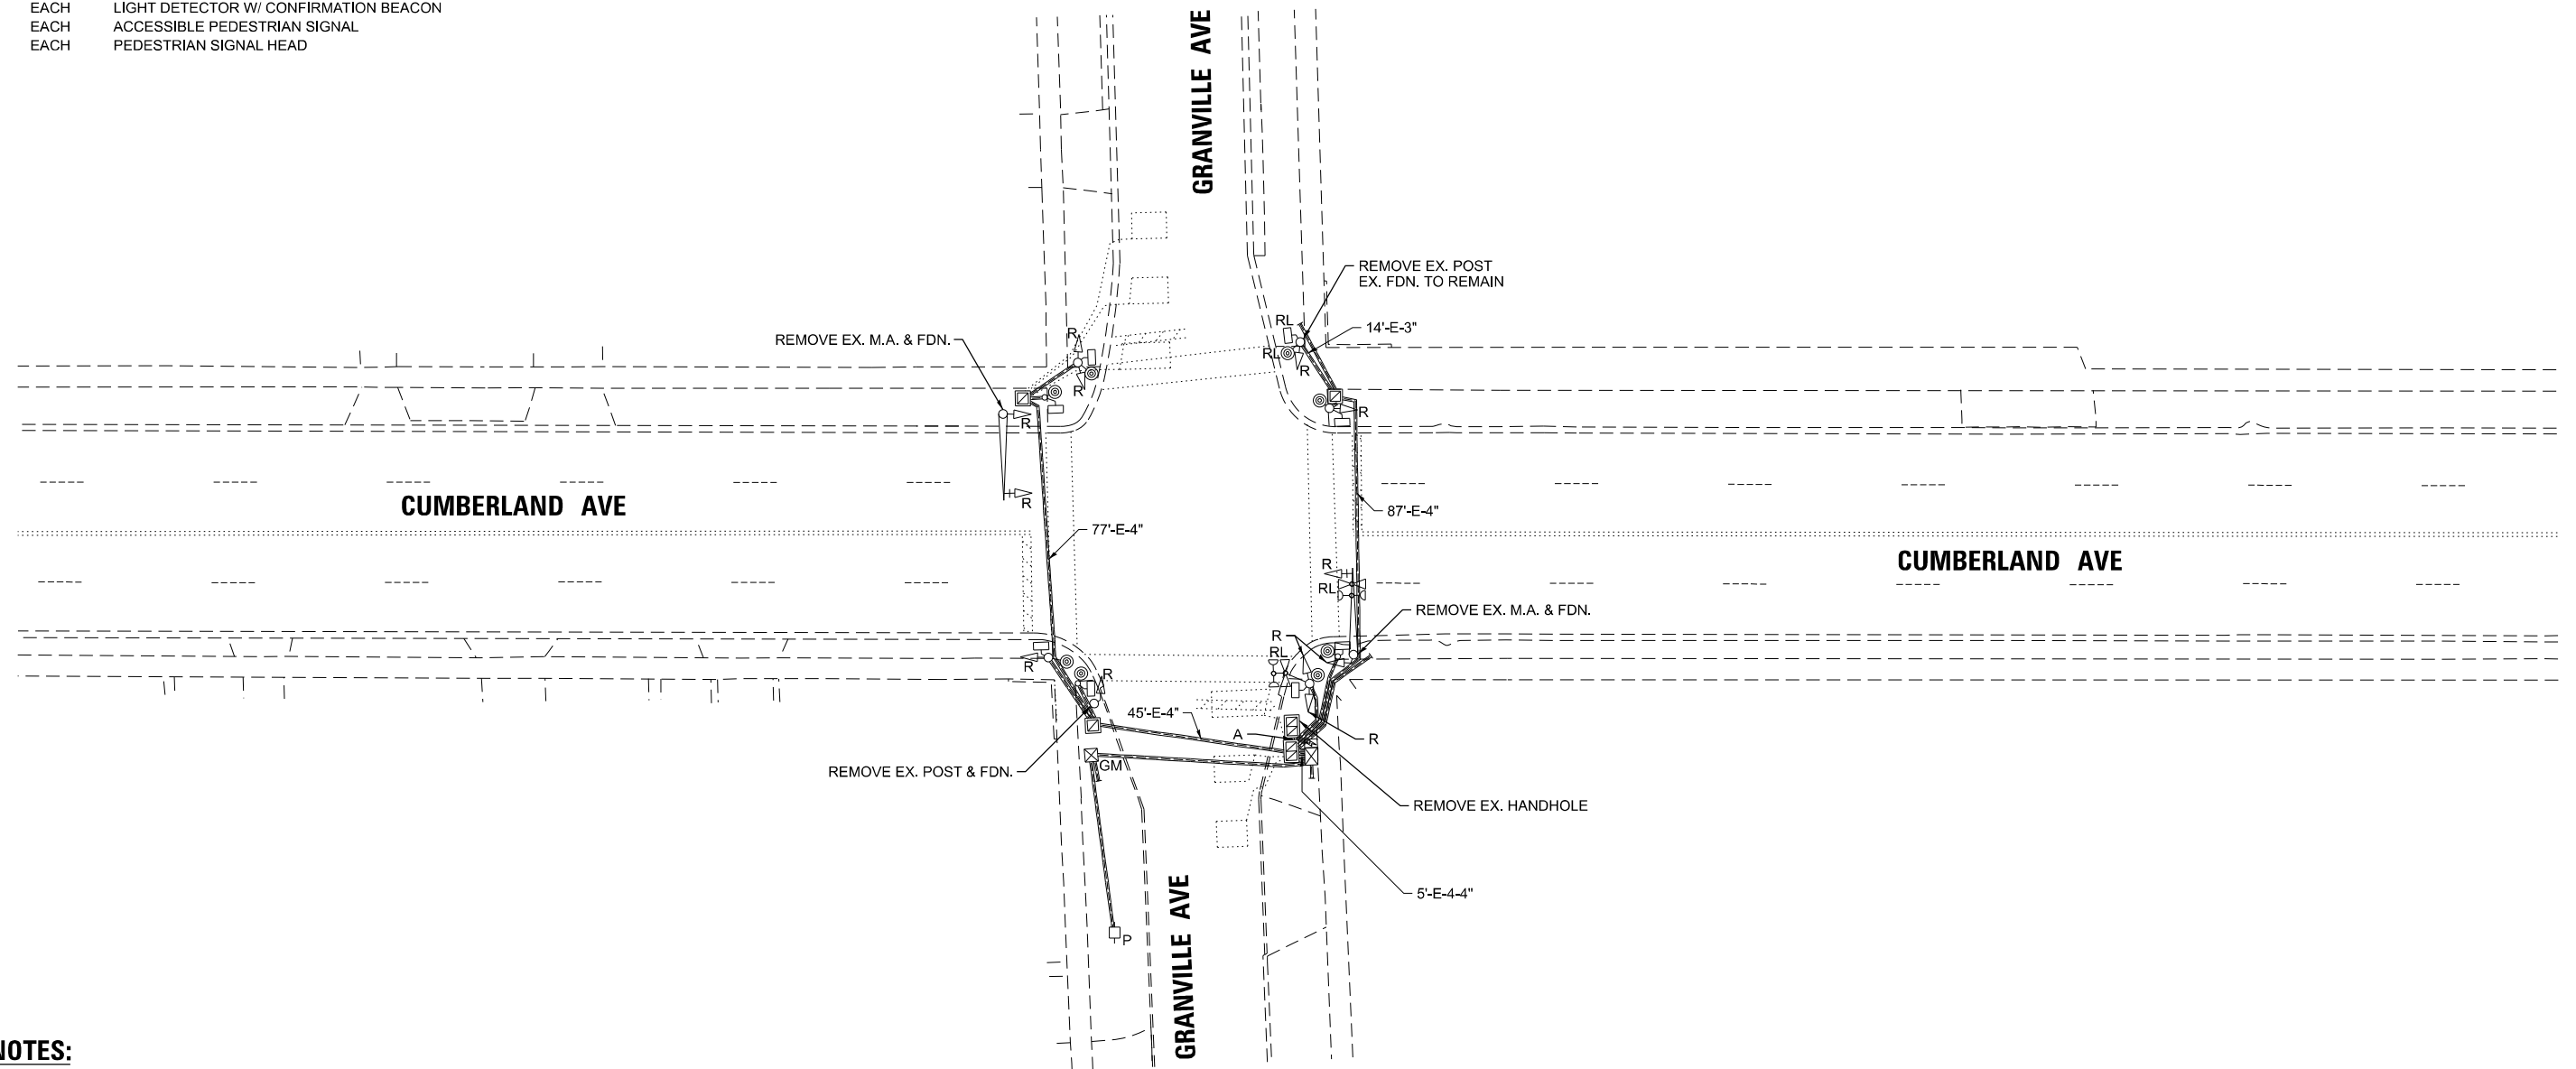 EACH LIGHT DETECTOR W/ CONFIRMATION BEACON
EACH ACCESSIBLE PEDESTRIAN SIGNAL
EACH PEDESTRIAN SIGNAL HEAD
GRANVILLE AVE
REMOVE EX. POST
EX. FDN. TO REMAIN
RL
14'-E-3"
R
REMOVE EX. M.A. & FDN.
RL
R
R
R
R
R
CUMBERLAND AVE
87'-E-4"
77'-E-4"
CUMBERLAND AVE
R
RL
REMOVE EX. M.A. & FDN.
R
RL
R
R
45'-E-4"
A
R
GM
REMOVE EX. POST & FDN.
REMOVE EX. HANDHOLE
5'-E-4-4"
P
GRANVILLE AVE
NOTES: